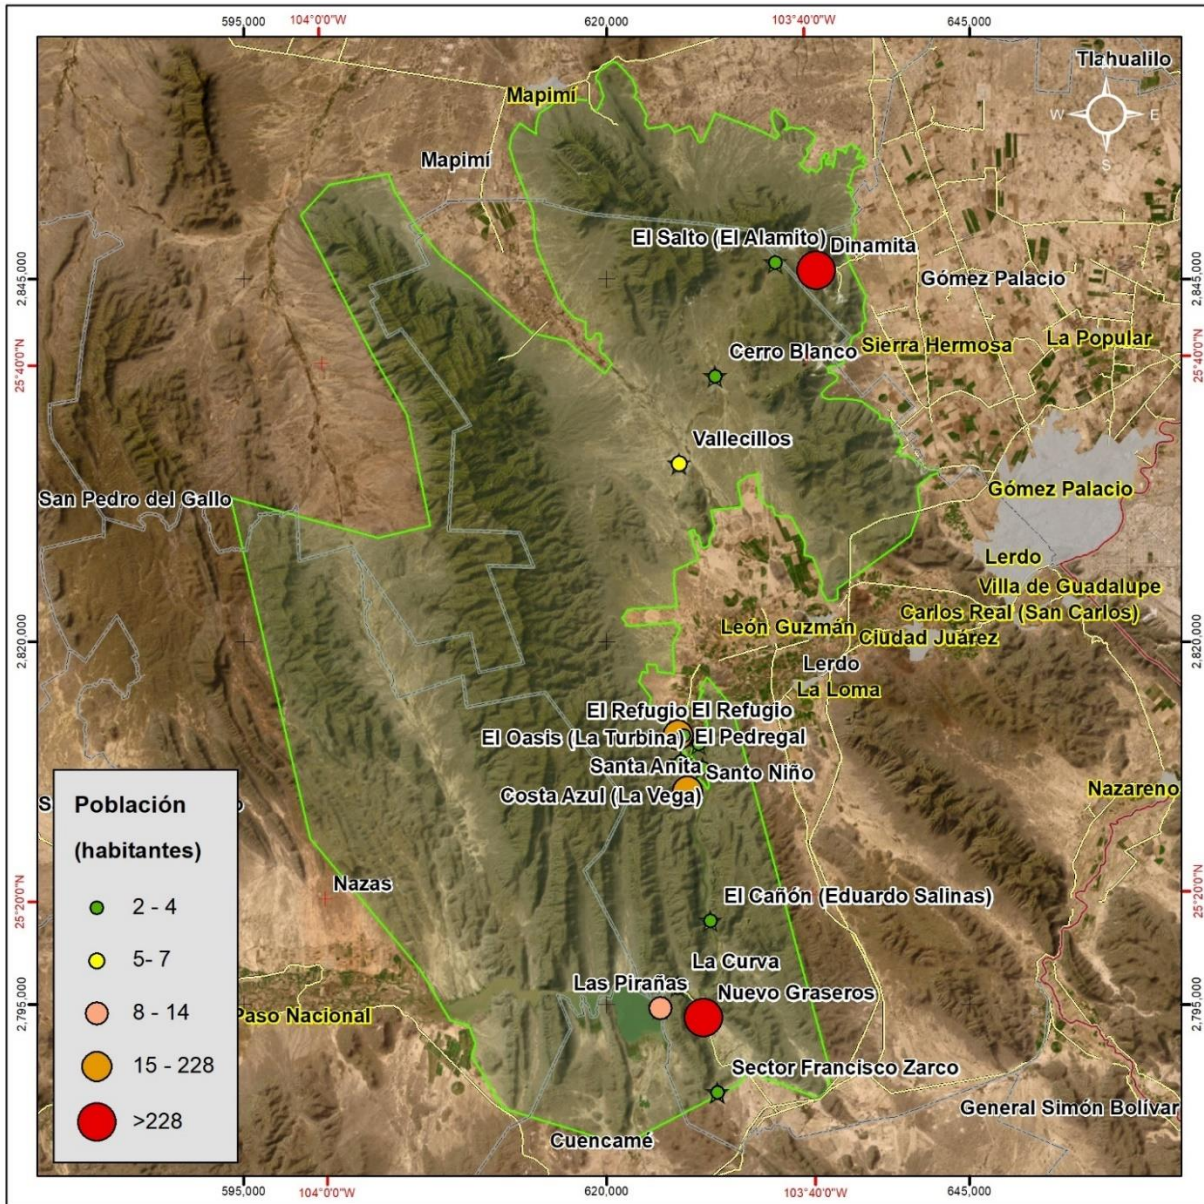 595,000
104°0'0"W
620,000
103°40'0"W
645,000
Tlahualilo
N
W E
S
Mapimí
Mapimí
El Salto (El Alamito)
Dinamita
2,845,000
Gómez Palacio
2,845,000
Sierra Hermosa
La Popular
Cerro Blanco
25°40'0"N
25°40'0"N
Vallecillos
San Pedro del Gallo
Gómez Palacio
Lerdo
Villa de Guadalupe
Carlos Real (San Carlos)
León Guzmán
Ciudad Juárez
2,820,000
2,820,000
Lerdo
La Loma
El Refugio
El Refugio
El Oasis (La Turbina)
El Pedregal
Santa Anita
Santo Niño
Costa Azul (La Vega)
Nazareno
Población
(habitantes)
2 - 4
5- 7
8 - 14
15 - 228
>228
Nazas
El Cañón (Eduardo Salinas)
25°20'0"N
25°20'0"N
La Curva
Las Pirañas
Nuevo Graseros
2,795,000
2,795,000
Paso Nacional
Sector Francisco Zarco
General Simón Bolívar
Cuencamé
595,000
104°0'0"W
620,000
103°40'0"W
645,000